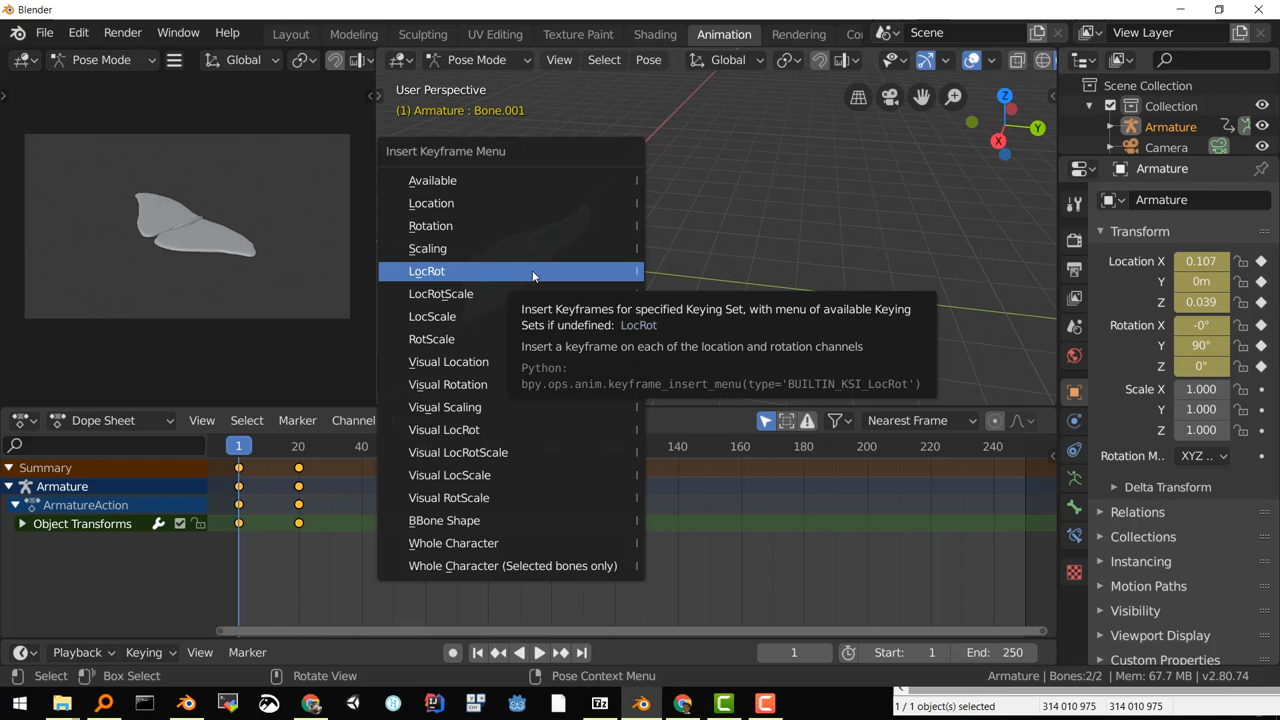 Blender
File Edit Render Window Help
Layout Modeling Sculpting UV Editing Texture Paint Shading Animation Rendering Co
Scene
View Layer
Pose Mode
Global
Pose Mode
View Select Pose
Global
User Perspective
(1) Armature : Bone.001
Z
Y
X
Insert Keyframe Menu
Available I
Location I
Rotation I
Scaling I
LocRot I
LocRotScale I
LocScale
RotScale
Visual Location
Visual Rotation
Visual Scaling I
Visual LocRot I
Visual LocRotScale I
Visual LocScale I
Visual RotScale I
BBone Shape I
Whole Character I
Whole Character (Selected bones only) I
Insert Keyframes for specified Keying Set, with menu of available Keying
Sets if undefined: LocRot
Insert a keyframe on each of the location and rotation channels
Python:
bpy.ops.anim.keyframe_insert_menu(type='BUILTIN_KSI_LocRot')
Scene Collection
Collection
Armature
Camera
Armature
Armature
Transform
Location X 0.107
Y 0m
Z 0.039
Rotation X -0°
Y 90°
Z 0°
Scale X 1.000
Y 1.000
Z 1.000
Rotation M.. XYZ ..
Delta Transform
Relations
Collections
Instancing
Motion Paths
Visibility
Viewport Display
Custom Properties
Dope Sheet
View Select Marker Channel
Nearest Frame
1 20 40 140 160 180 200 220 240
Summary
Armature
ArmatureAction
Object Transforms
Playback Keying View Marker
1
Start: 1
End: 250
Select
Box Select
Rotate View
Pose Context Menu
Armature | Bones:2/2 | Mem: 67.7 MB | v2.80.74
1 / 1 object(s) selected
314 010 975
314 010 975